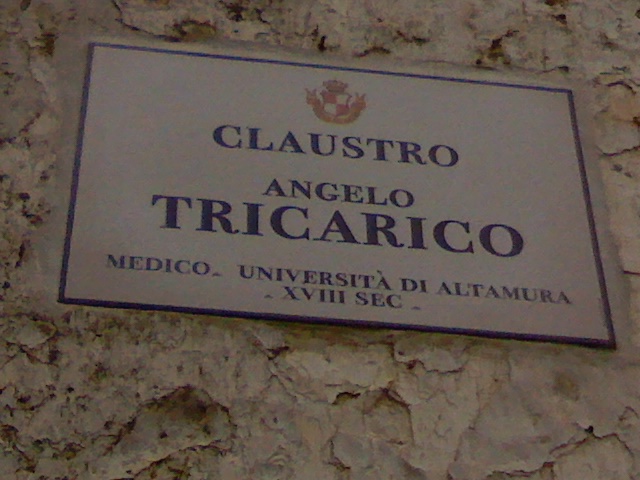 CLAUSTRO
ANGELO
TRICARICO
MEDICO - UNIVERSITÀ DI ALTAMURA
- XVIII SEC -